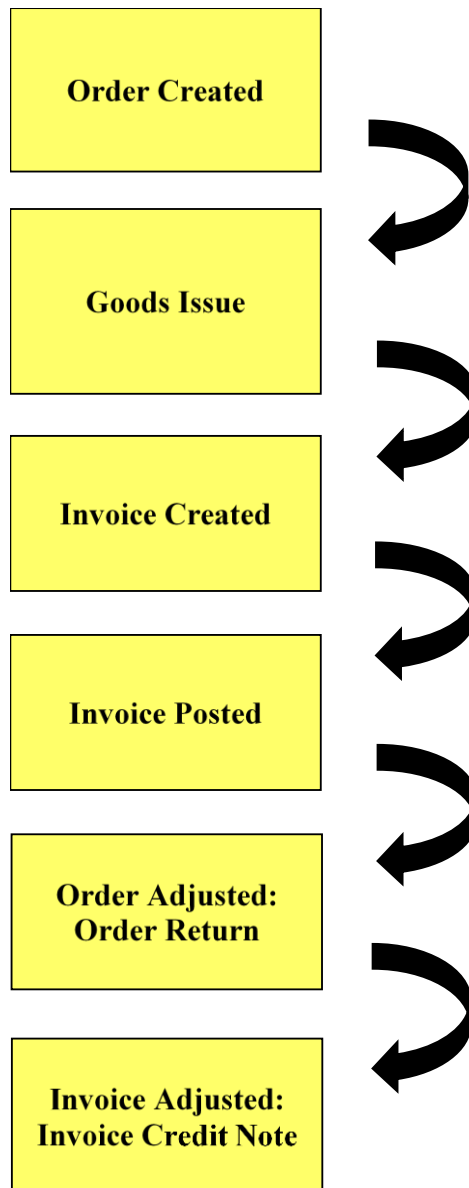 Order Created
Goods Issue
Invoice Created
Invoice Posted
Order Adjusted:
Order Return
Invoice Adjusted:
Invoice Credit Note